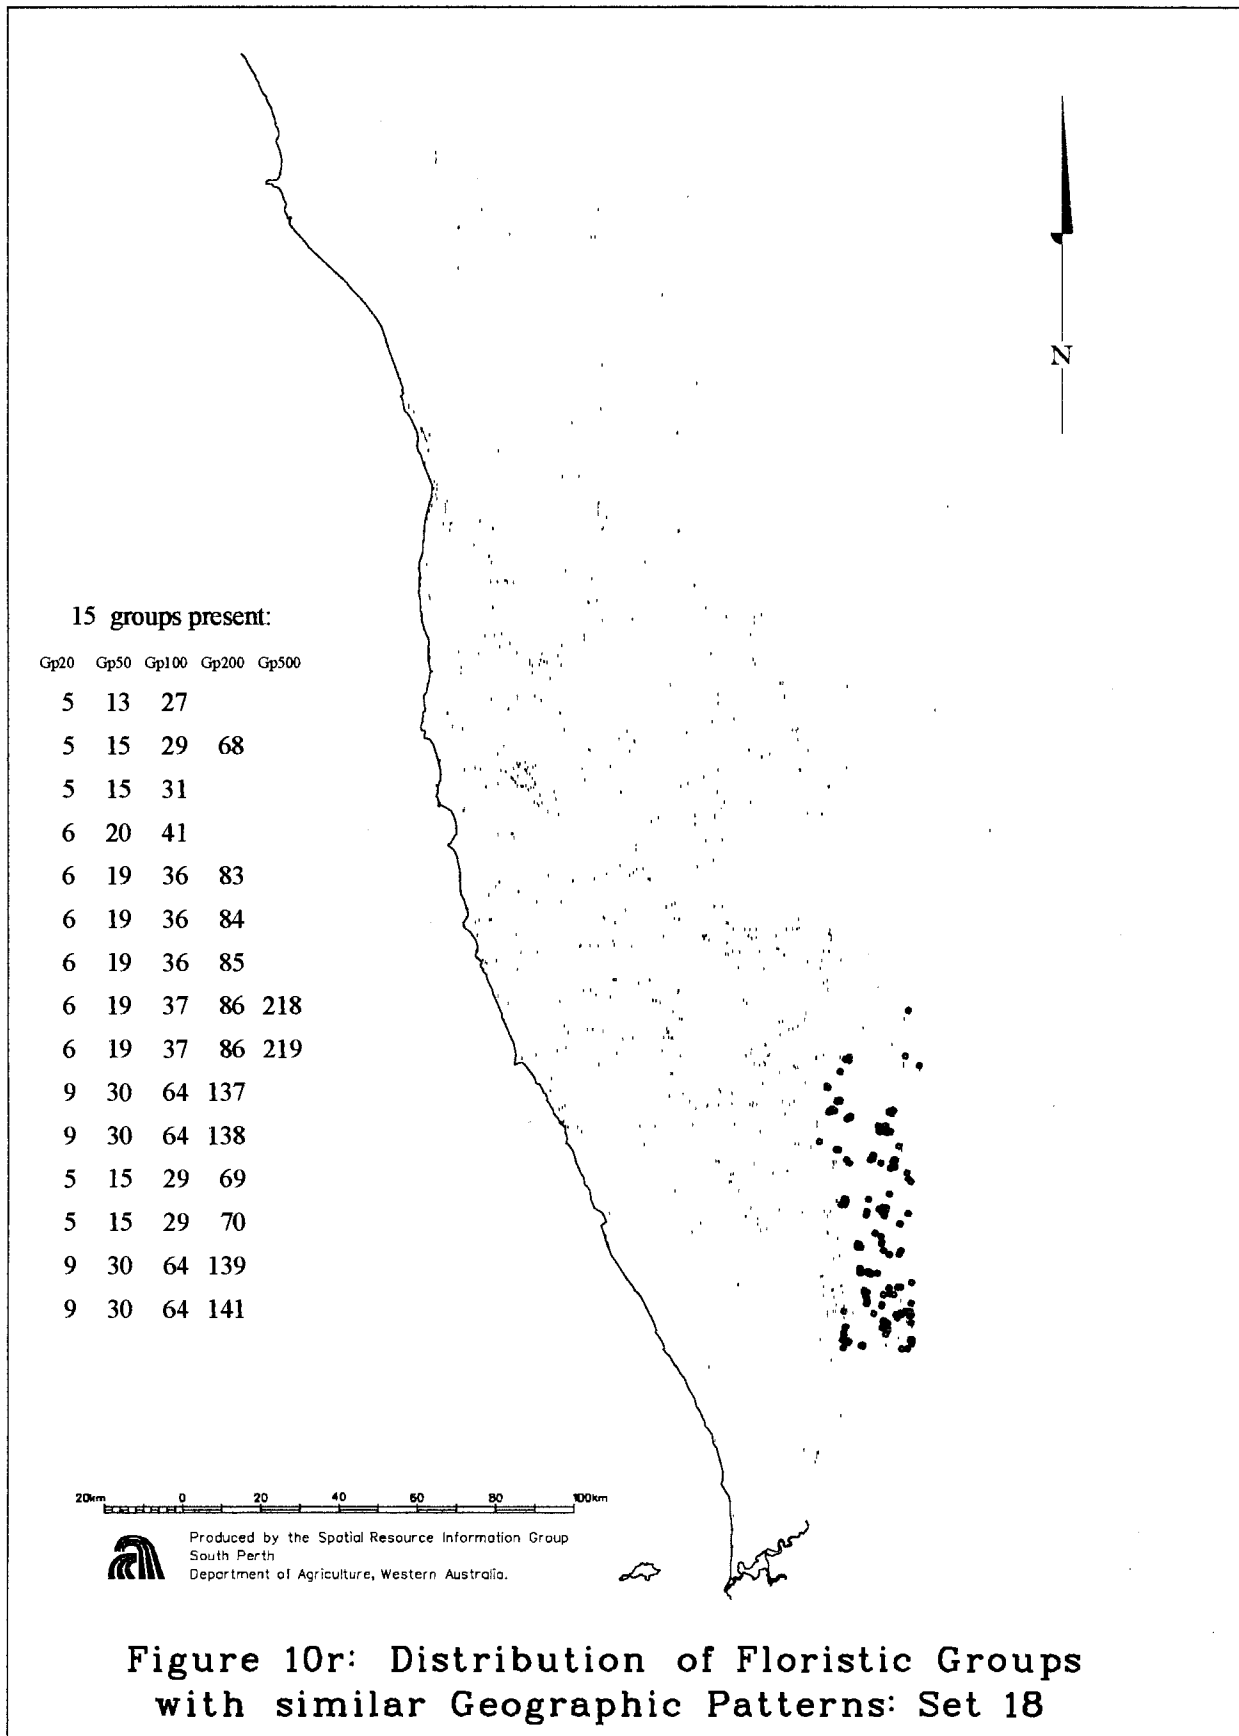 N
15 groups present:
Gp20 Gp50 Gp100 Gp200 Gp500
5 13 27
5 15 29 68
5 15 31
6 20 41
6 19 36 83
6 19 36 84
6 19 36 85
6 19 37 86 218
6 19 37 86 219
9 30 64 137
9 30 64 138
5 15 29 69
5 15 29 70
9 30 64 139
9 30 64 141
20km 0 20 40 60 80 100km
Produced by the Spatial Resource Information Group
South Perth
Department of Agriculture, Western Australia.
Figure 10r: Distribution of Floristic Groups
with similar Geographic Patterns: Set 18